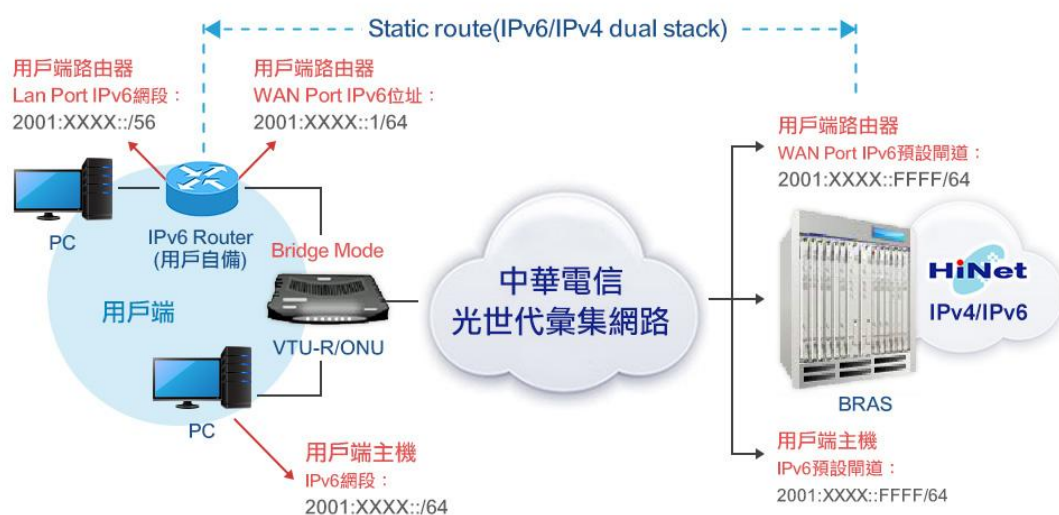 Static route(IPv6/IPv4 dual stack)
用戶端路由器
Lan Port IPv6網段：
2001:XXXX::/56
用戶端路由器
WAN Port IPv6位址：
2001:XXXX::1/64
用戶端路由器
WAN Port IPv6預設閘道：
2001:XXXX::FFFF/64
PC
IPv6 Router
(用戶自備)
Bridge Mode
用戶端
VTU-R/ONU
中華電信
光世代彙集網路
HiNet
IPv4/IPv6
BRAS
PC
用戶端主機
IPv6網段：
2001:XXXX::/64
用戶端主機
IPv6預設閘道：
2001:XXXX::FFFF/64